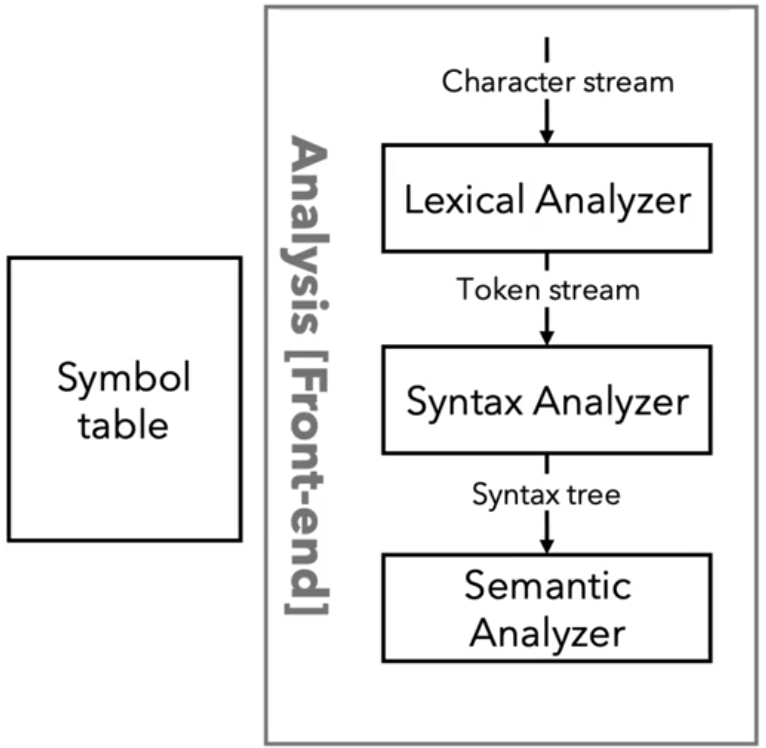 Character stream
Lexical Analyzer
Token stream
Syntax Analyzer
Syntax tree
Semantic
Analyzer
Analysis [Front-end]
Symbol
table